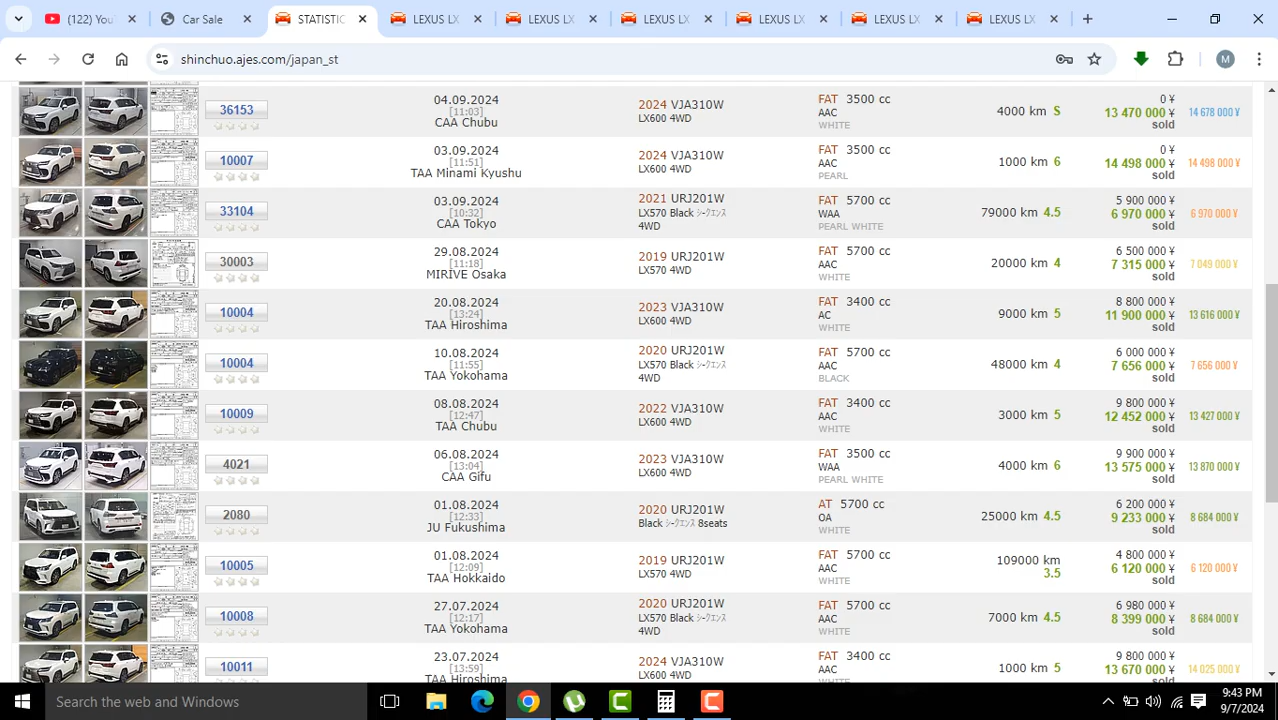 (122) You
Car Sale
STATISTIC
LEXUS LX
LEXUS LX
LEXUS LX
LEXUS LX
LEXUS LX
LEXUS LX
shinchuo.ajes.com/japan_st
M
36153 04.09.2024 [11:03] CAA Chubu 2024 VJA310W LX600 4WD FAT 3500 cc AAC WHITE 4000 km S 0 ¥ 13 470 000 ¥ sold 14 678 000 ¥
10007 03.09.2024 [11:51] TAA Minami Kyushu 2024 VJA310W LX600 4WD FAT 3500 cc AAC PEARL 1000 km 6 0 ¥ 14 498 000 ¥ sold 14 498 000 ¥
33104 03.09.2024 [10:32] CAA Tokyo 2021 URJ201W LX570 Black ｼｰｸｴﾝｽ 4WD FAT 5700 cc WAA PEARL WHITE 79000 km 4.5 5 900 000 ¥ 6 970 000 ¥ sold 6 970 000 ¥
30003 21.08.2024 [11:18] MIRIVE Osaka 2019 URJ201W LX570 4WD FAT 5700 cc AAC WHITE 20000 km 4 6 500 000 ¥ 7 315 000 ¥ sold 7 049 000 ¥
10004 20.08.2024 [13:24] TAA Hiroshima 2023 VJA310W LX600 4WD FAT 3400 cc AC WHITE 9000 km 5 8 800 000 ¥ 11 900 000 ¥ sold 13 616 000 ¥
10004 10.08.2024 [11:55] TAA Yokohama 2020 URJ201W LX570 Black ｼｰｸｴﾝｽ 4WD FAT 5700 cc AAC BLACK 48000 km 4 6 000 000 ¥ 7 656 000 ¥ sold 7 656 000 ¥
10009 08.08.2024 [12:47] TAA Chubu 2022 VJA310W LX600 4WD FAT 3400 cc AAC WHITE 3000 km 5 9 800 000 ¥ 12 452 000 ¥ sold 13 427 000 ¥
4021 06.08.2024 [13:04] CAA Gifu 2023 VJA310W LX600 4WD FAT 3500 cc WAA PEARL WHITE 4000 km 6 9 900 000 ¥ 13 575 000 ¥ sold 13 870 000 ¥
2080 01.08.2024 [12:33] JU Fukushima 2020 URJ201W Black ｼｰｸｴﾝｽ 8seats AT 5700 cc OA WHITE 25000 km 4.5 6 200 000 ¥ 9 233 000 ¥ sold 8 684 000 ¥
10005 01.08.2024 [12:09] TAA Hokkaido 2019 URJ201W LX570 4WD FAT 5700 cc AAC WHITE 109000 km 3.5 4 800 000 ¥ 6 120 000 ¥ sold 6 120 000 ¥
10008 27.07.2024 [12:17] TAA Yokohama 2020 URJ201W LX570 Black ｼｰｸｴﾝｽ 4WD FAT 5700 cc AAC WHITE 7000 km 4.5 6 980 000 ¥ 8 399 000 ¥ sold 8 684 000 ¥
10011 23.07.2024 [13:59] TAA Hiroshima 2024 VJA310W LX600 4WD FAT 3400 cc AAC WHITE 1000 km 5 9 800 000 ¥ 13 670 000 ¥ sold 14 025 000 ¥
Search the web and Windows
9:43 PM
9/7/2024